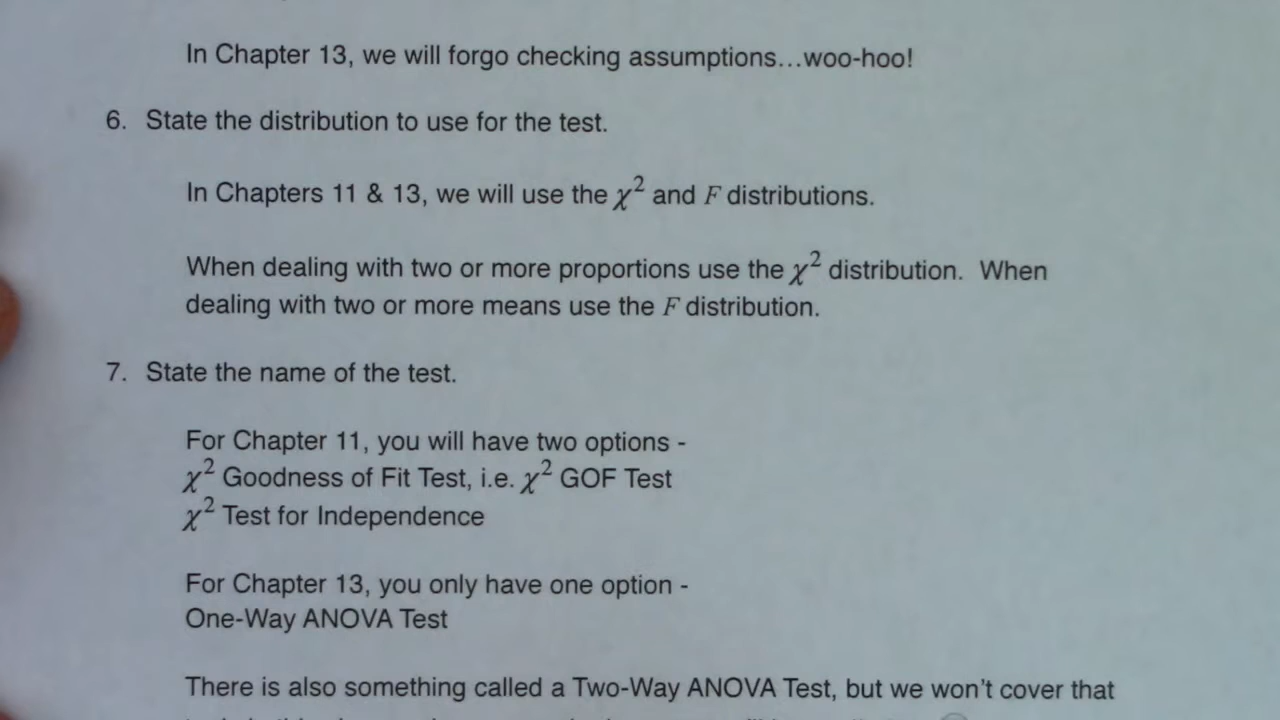 In Chapter 13, we will forgo checking assumptions...woo-hoo!
6. State the distribution to use for the test.
In Chapters 11 & 13, we will use the χ² and F distributions.
When dealing with two or more proportions use the χ² distribution. When
dealing with two or more means use the F distribution.
7. State the name of the test.
For Chapter 11, you will have two options -
χ² Goodness of Fit Test, i.e. χ² GOF Test
χ² Test for Independence
For Chapter 13, you only have one option -
One-Way ANOVA Test
There is also something called a Two-Way ANOVA Test, but we won't cover that